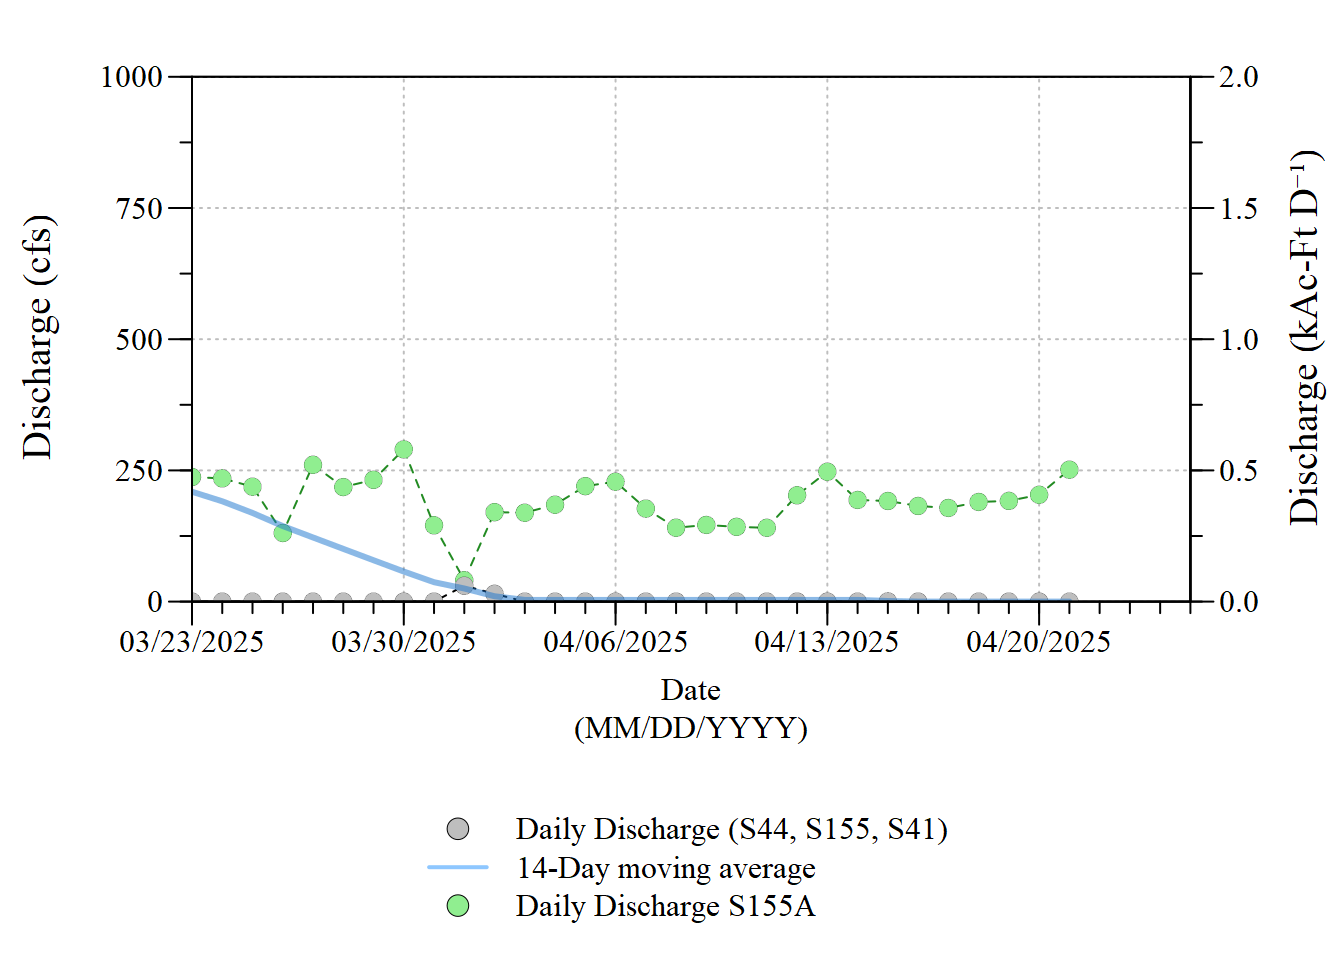 1000
750
500
250
0
2.0
1.5
1.0
0.5
0.0
Discharge (cfs)
Discharge (kAc-Ft D⁻¹)
03/23/2025 03/30/2025 04/06/2025 04/13/2025 04/20/2025
Date
(MM/DD/YYYY)
Daily Discharge (S44, S155, S41)
14-Day moving average
Daily Discharge S155A